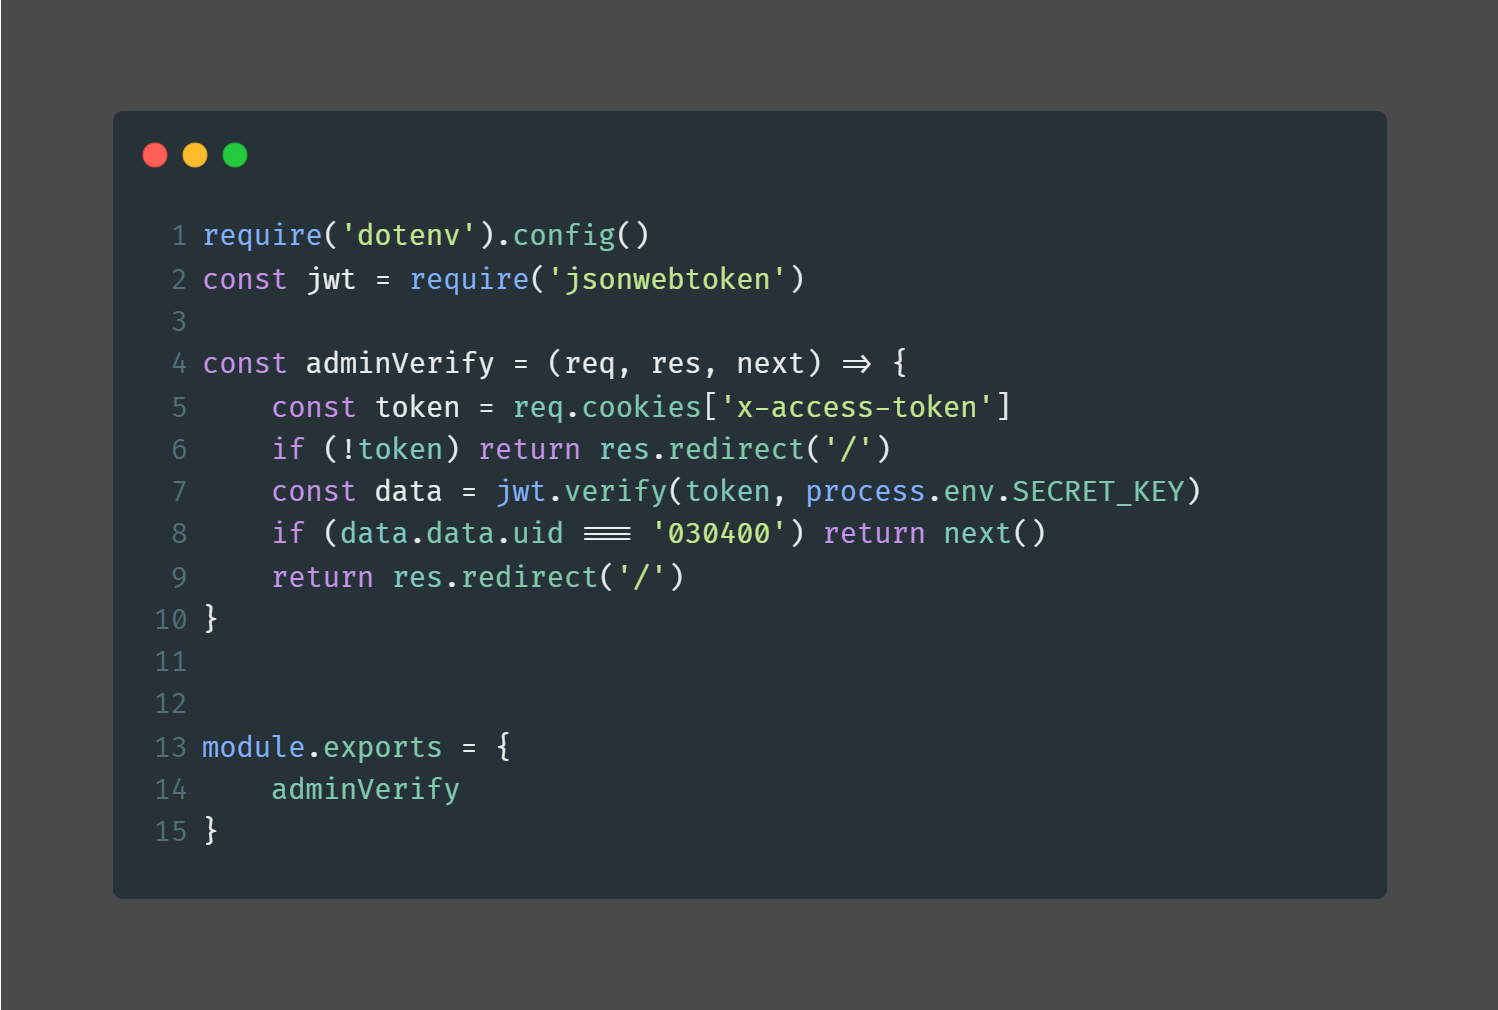 1 require('dotenv').config()
2 const jwt = require('jsonwebtoken')
3
4 const adminVerify = (req, res, next) => {
5     const token = req.cookies['x-access-token']
6     if (!token) return res.redirect('/')
7     const data = jwt.verify(token, process.env.SECRET_KEY)
8     if (data.data.uid === '030400') return next()
9     return res.redirect('/')
10 }
11
12
13 module.exports = {
14     adminVerify
15 }